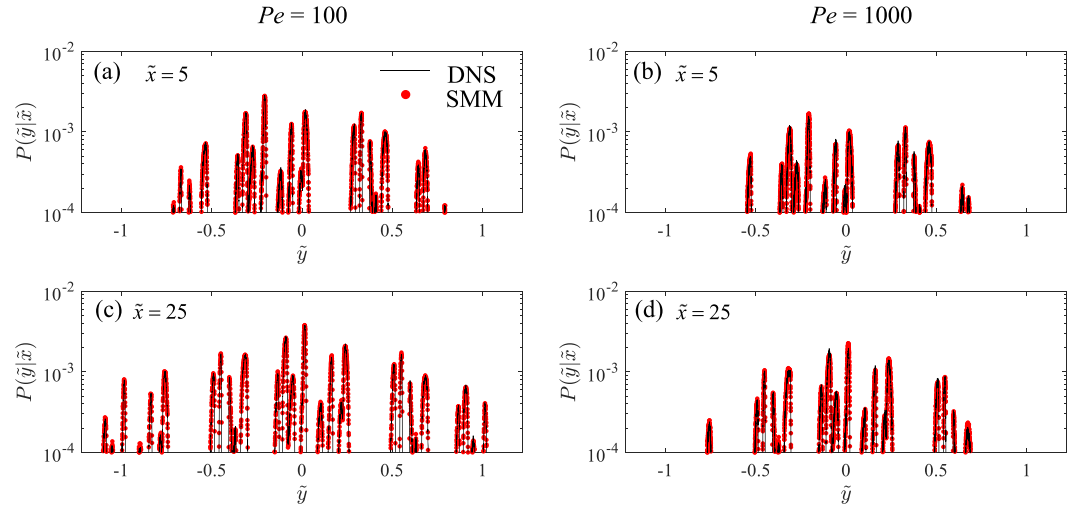 Pe = 100
Pe = 1000
(a) x̃ = 5
DNS
SMM
P(ỹ|x̃)
10⁻²
10⁻³
10⁻⁴
-1 -0.5 0 0.5 1
ỹ
(b) x̃ = 5
P(ỹ|x̃)
10⁻²
10⁻³
10⁻⁴
-1 -0.5 0 0.5 1
ỹ
(c) x̃ = 25
P(ỹ|x̃)
10⁻²
10⁻³
10⁻⁴
-1 -0.5 0 0.5 1
ỹ
(d) x̃ = 25
P(ỹ|x̃)
10⁻²
10⁻³
10⁻⁴
-1 -0.5 0 0.5 1
ỹ